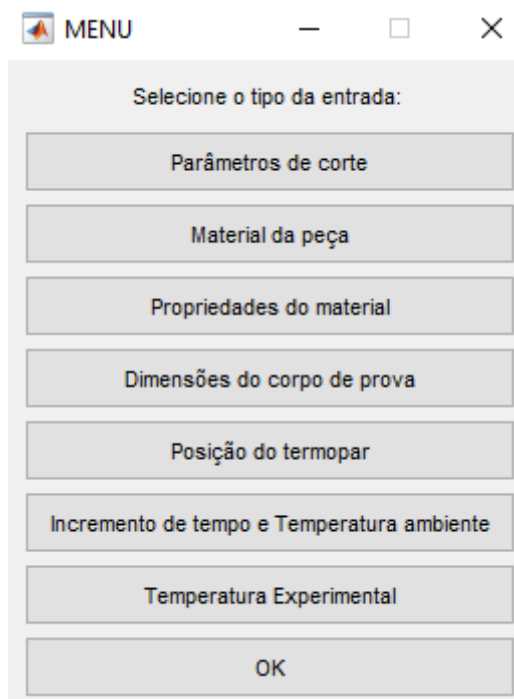 MENU
Selecione o tipo da entrada:
Parâmetros de corte
Material da peça
Propriedades do material
Dimensões do corpo de prova
Posição do termopar
Incremento de tempo e Temperatura ambiente
Temperatura Experimental
OK